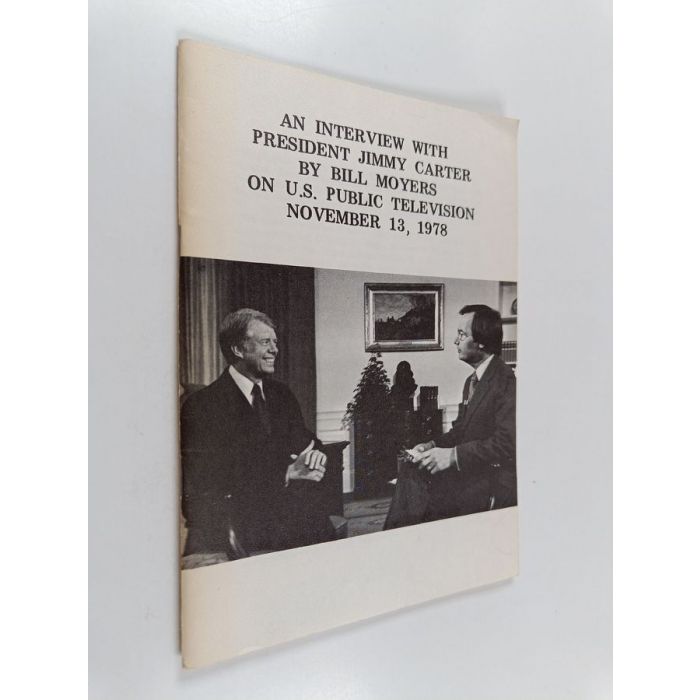 AN INTERVIEW WITH
PRESIDENT JIMMY CARTER
BY BILL MOYERS
ON U.S. PUBLIC TELEVISION
NOVEMBER 13, 1978